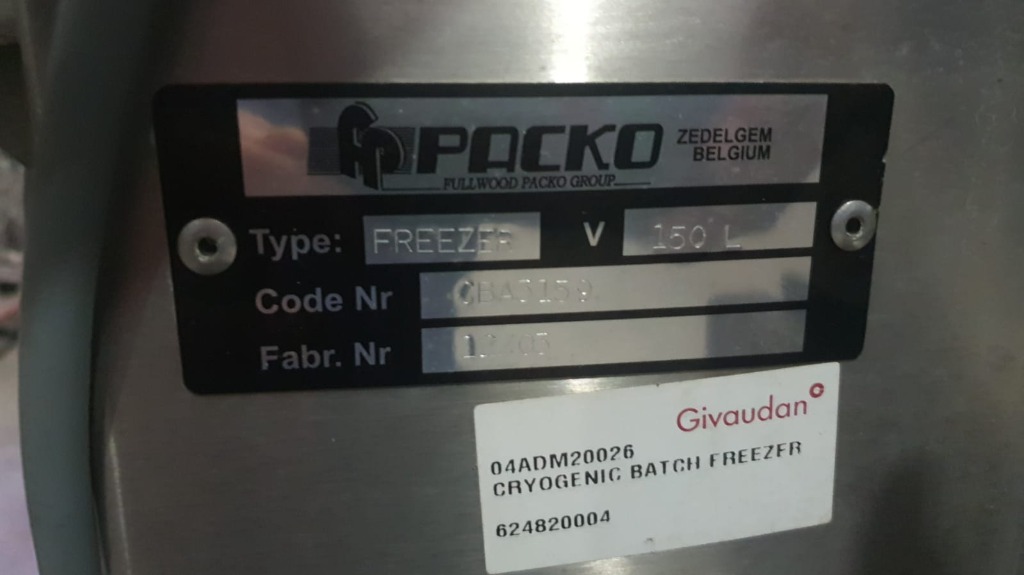 PACKO
ZEDELGEM
BELGIUM
FULLWOOD PACKO GROUP
Type: FREEZER V 150 L
Code Nr CBA3159
Fabr. Nr
Givaudan
04ADM20026
CRYOGENIC BATCH FREEZER
624820004